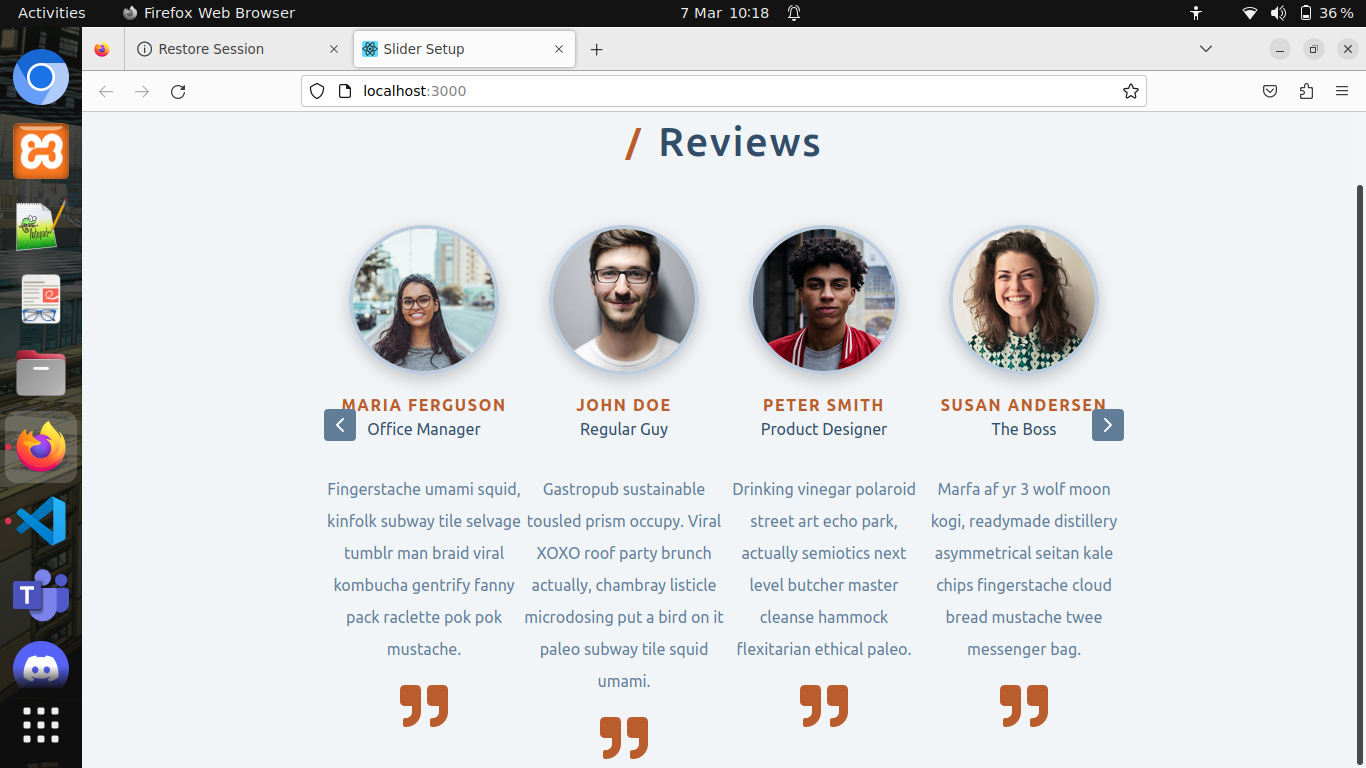 Activities
Firefox Web Browser
7 Mar 10:18
36 %
Restore Session
Slider Setup
localhost:3000
/ Reviews
MARIA FERGUSON
Office Manager
Fingerstache umami squid,
kinfolk subway tile selvage
tumblr man braid viral
kombucha gentrify fanny
pack raclette pok pok
mustache.
JOHN DOE
Regular Guy
Gastropub sustainable
tousled prism occupy. Viral
XOXO roof party brunch
actually, chambray listicle
microdosing put a bird on it
paleo subway tile squid
umami.
PETER SMITH
Product Designer
Drinking vinegar polaroid
street art echo park,
actually semiotics next
level butcher master
cleanse hammock
flexitarian ethical paleo.
SUSAN ANDERSEN
The Boss
Marfa af yr 3 wolf moon
kogi, readymade distillery
asymmetrical seitan kale
chips fingerstache cloud
bread mustache twee
messenger bag.